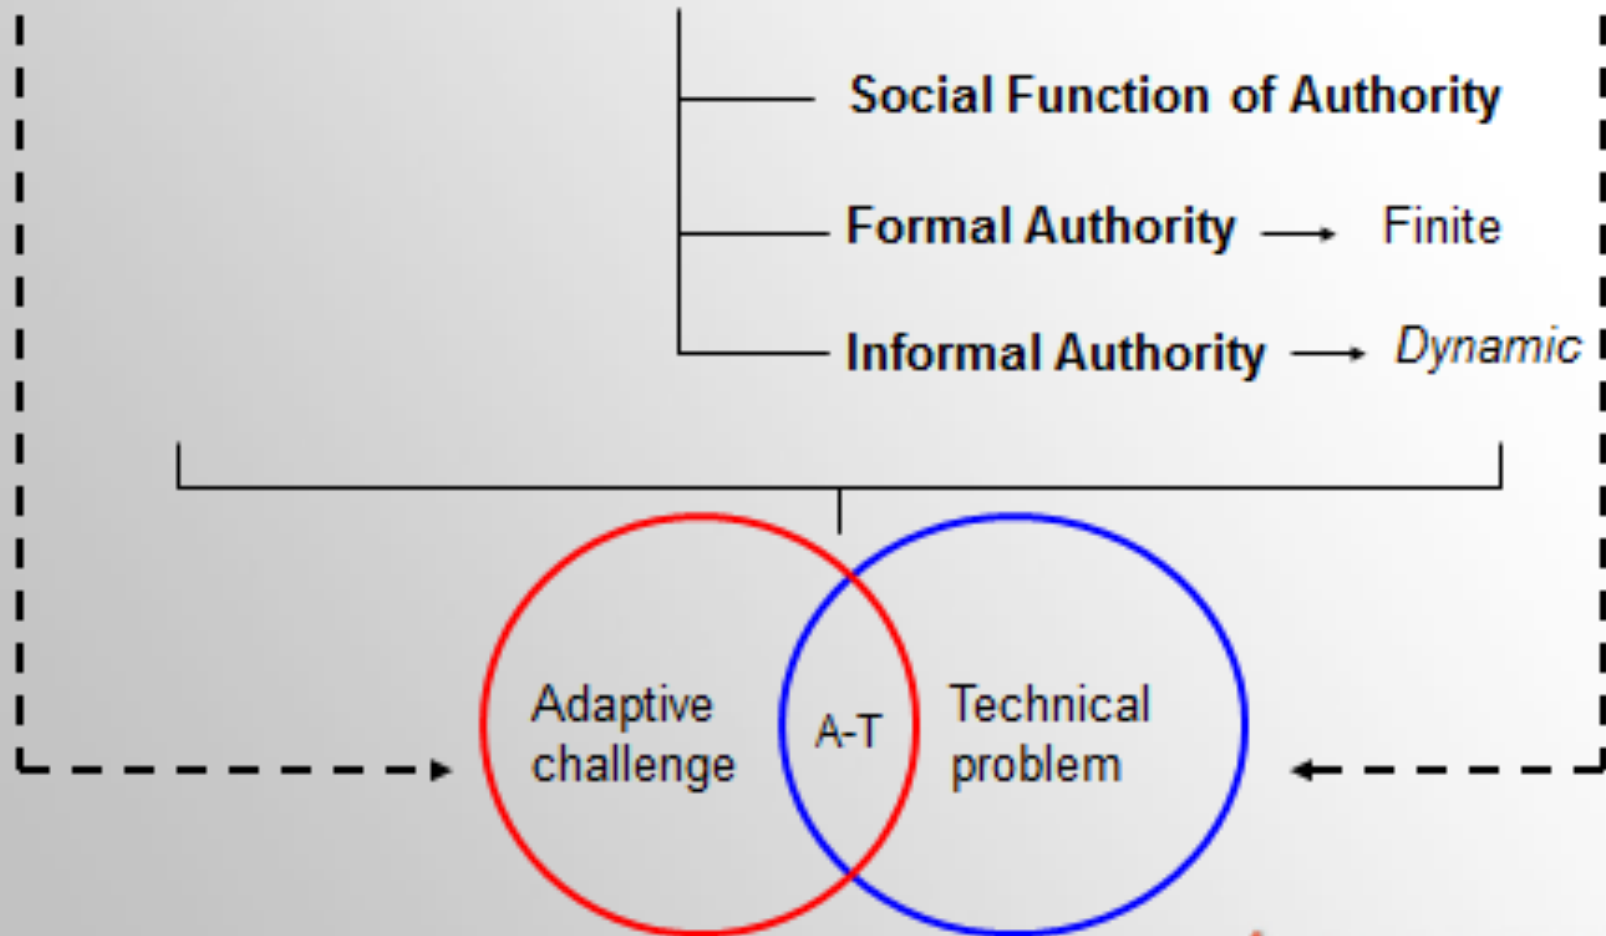 Social Function of Authority
Formal Authority → Finite
Informal Authority → Dynamic
Adaptive
challenge
A-T
Technical
problem